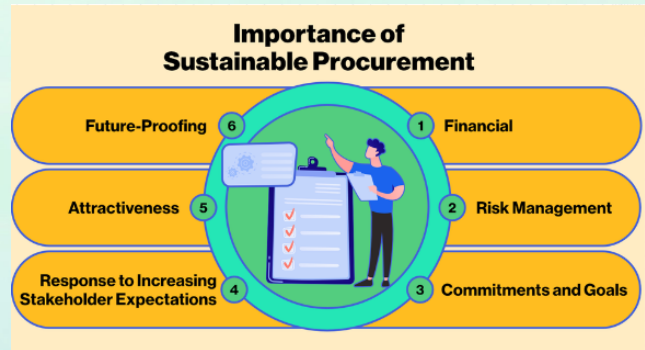 Importance of
Sustainable Procurement
1 Financial
2 Risk Management
3 Commitments and Goals
4 Response to Increasing
Stakeholder Expectations
5 Attractiveness
6 Future-Proofing